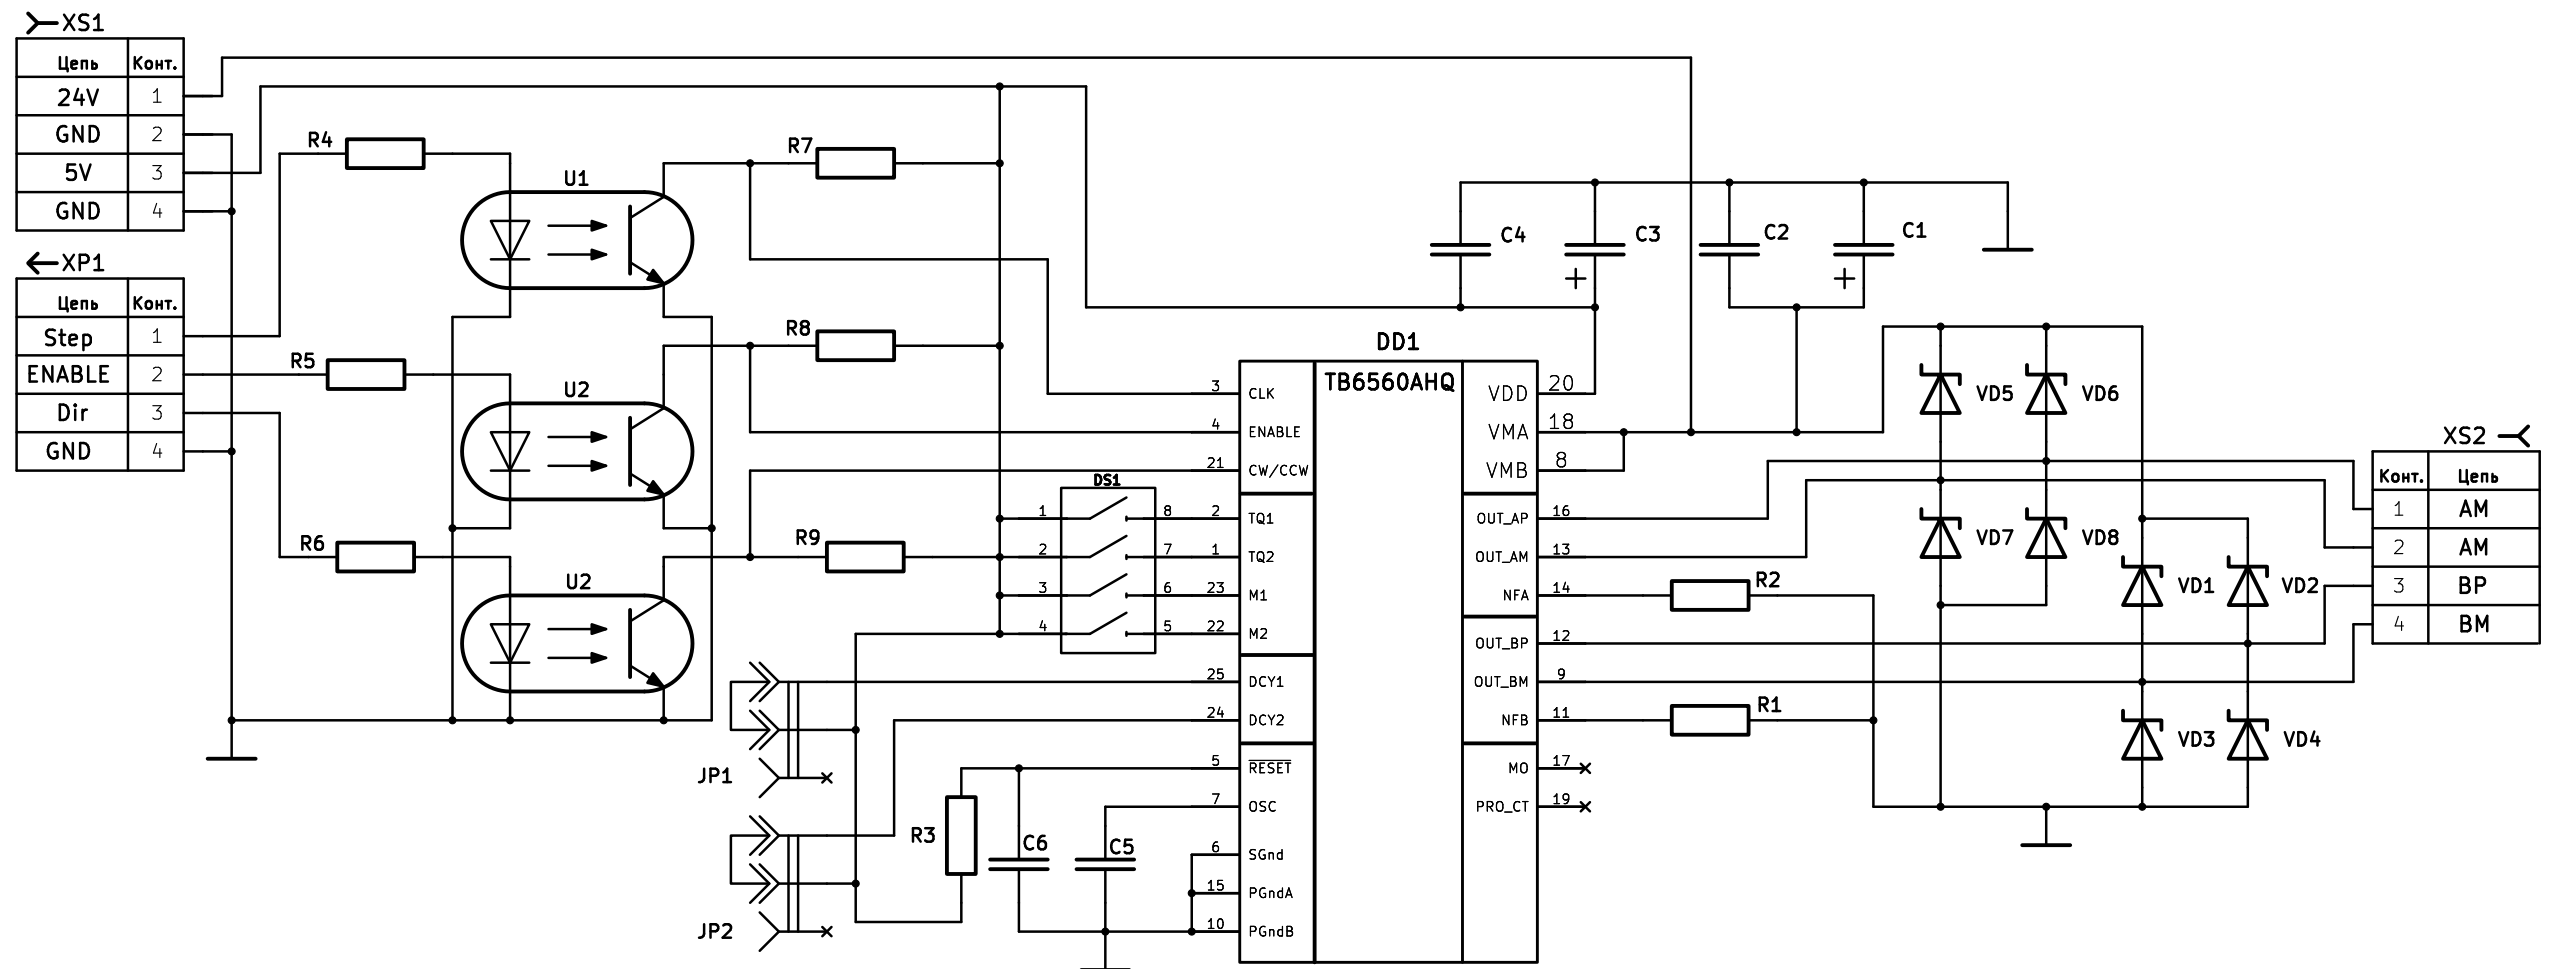 XS1
Цепь Конт.
24V 1
GND 2
5V 3
GND 4
XP1
Цепь Конт.
Step 1
ENABLE 2
Dir 3
GND 4
R4
R5
R6
U1
U2
U2
R7
R8
R9
DS1
1 8
2 7
3 6
4 5
JP1
JP2
R3
C6
C5
C4
C3
C2
C1
+
+
DD1
TB6560AHQ
3 CLK
4 ENABLE
21 CW/CCW
2 TQ1
1 TQ2
23 M1
22 M2
25 DCY1
24 DCY2
5 RESET
7 OSC
6 SGnd
15 PGndA
10 PGndB
VDD 20
VMA 18
VMB 8
OUT_AP 16
OUT_AM 13
NFA 14
OUT_BP 12
OUT_BM 9
NFB 11
MO 17
PRO_CT 19
R2
R1
VD5
VD6
VD7
VD8
VD1
VD2
VD3
VD4
XS2
Конт. Цепь
1 AM
2 AM
3 BP
4 BM